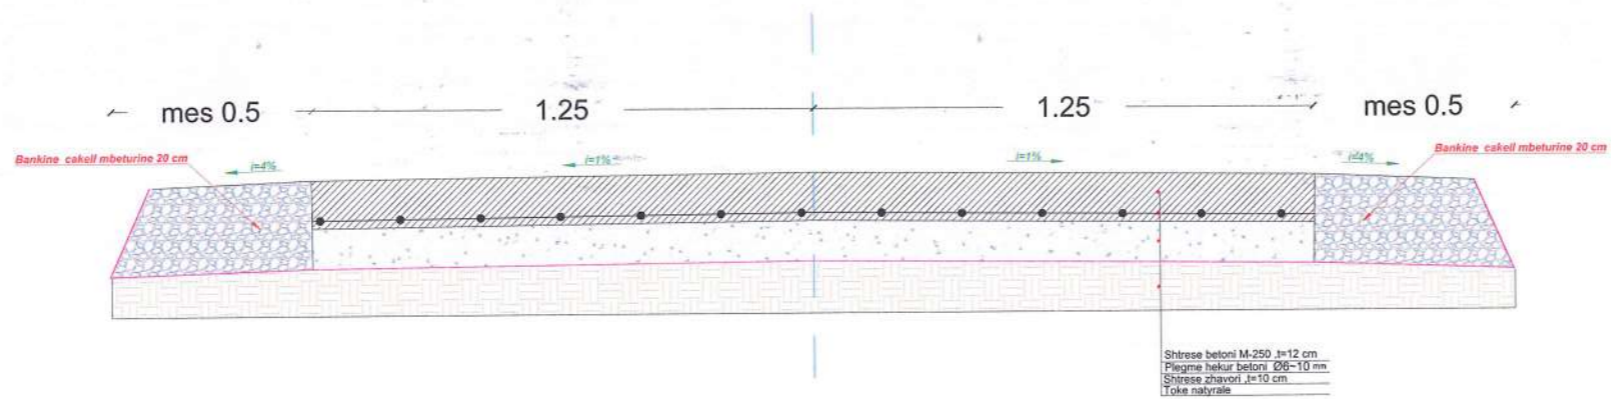 mes 0.5 1.25 1.25 mes 0.5
Bankine cakell mbeturine 20 cm i=4% i=1% i=1% i=4% Bankine cakell mbeturine 20 cm
Shtrese betoni M-250 ,t=12 cm
Plegme hekur betoni Ø6~10 mm
Shtrese zhavori ,t=10 cm
Toke natyrale